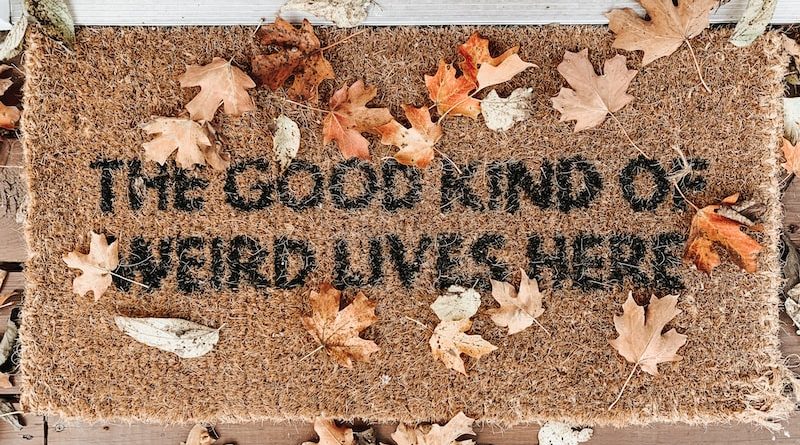 THE GOOD KIND OF
WEIRD LIVES HERE